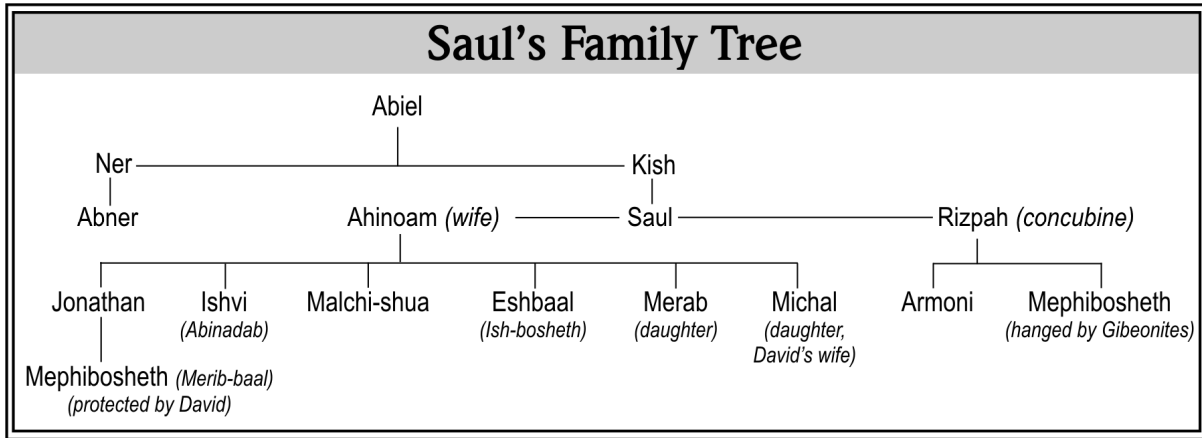 Saul's Family Tree
Abiel
Ner Kish
Abner Ahinoam (wife) Saul Rizpah (concubine)
Jonathan Ishvi Malchi-shua Eshbaal Merab Michal Armoni Mephibosheth
(Abinadab) (Ish-bosheth) (daughter) (daughter, (hanged by Gibeonites)
David's wife)
Mephibosheth (Merib-baal)
(protected by David)